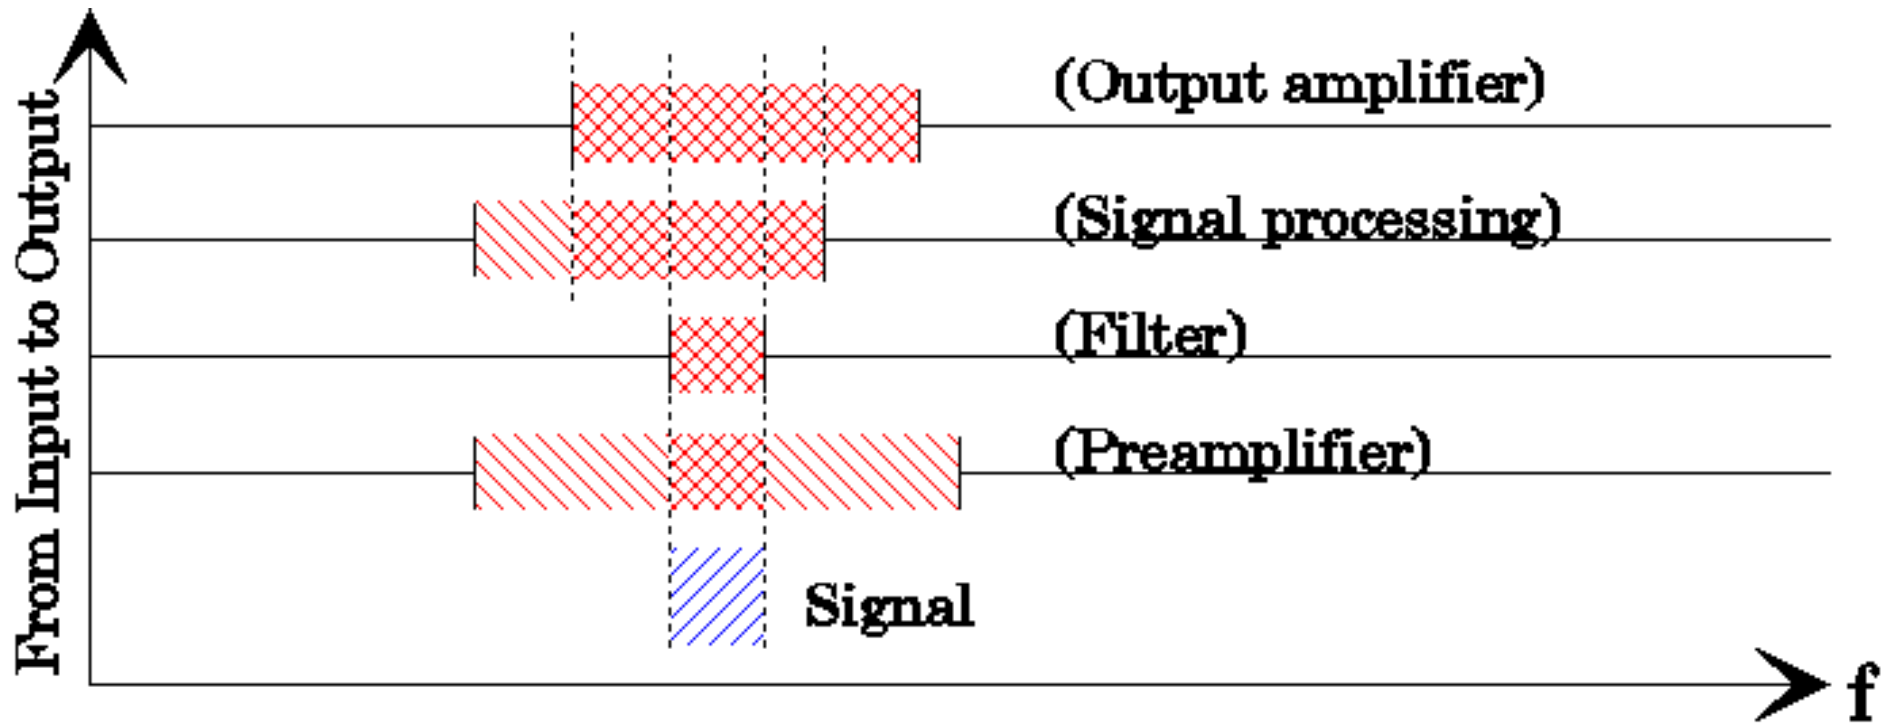 From Input to Output
(Output amplifier)
(Signal processing)
(Filter)
(Preamplifier)
Signal
f